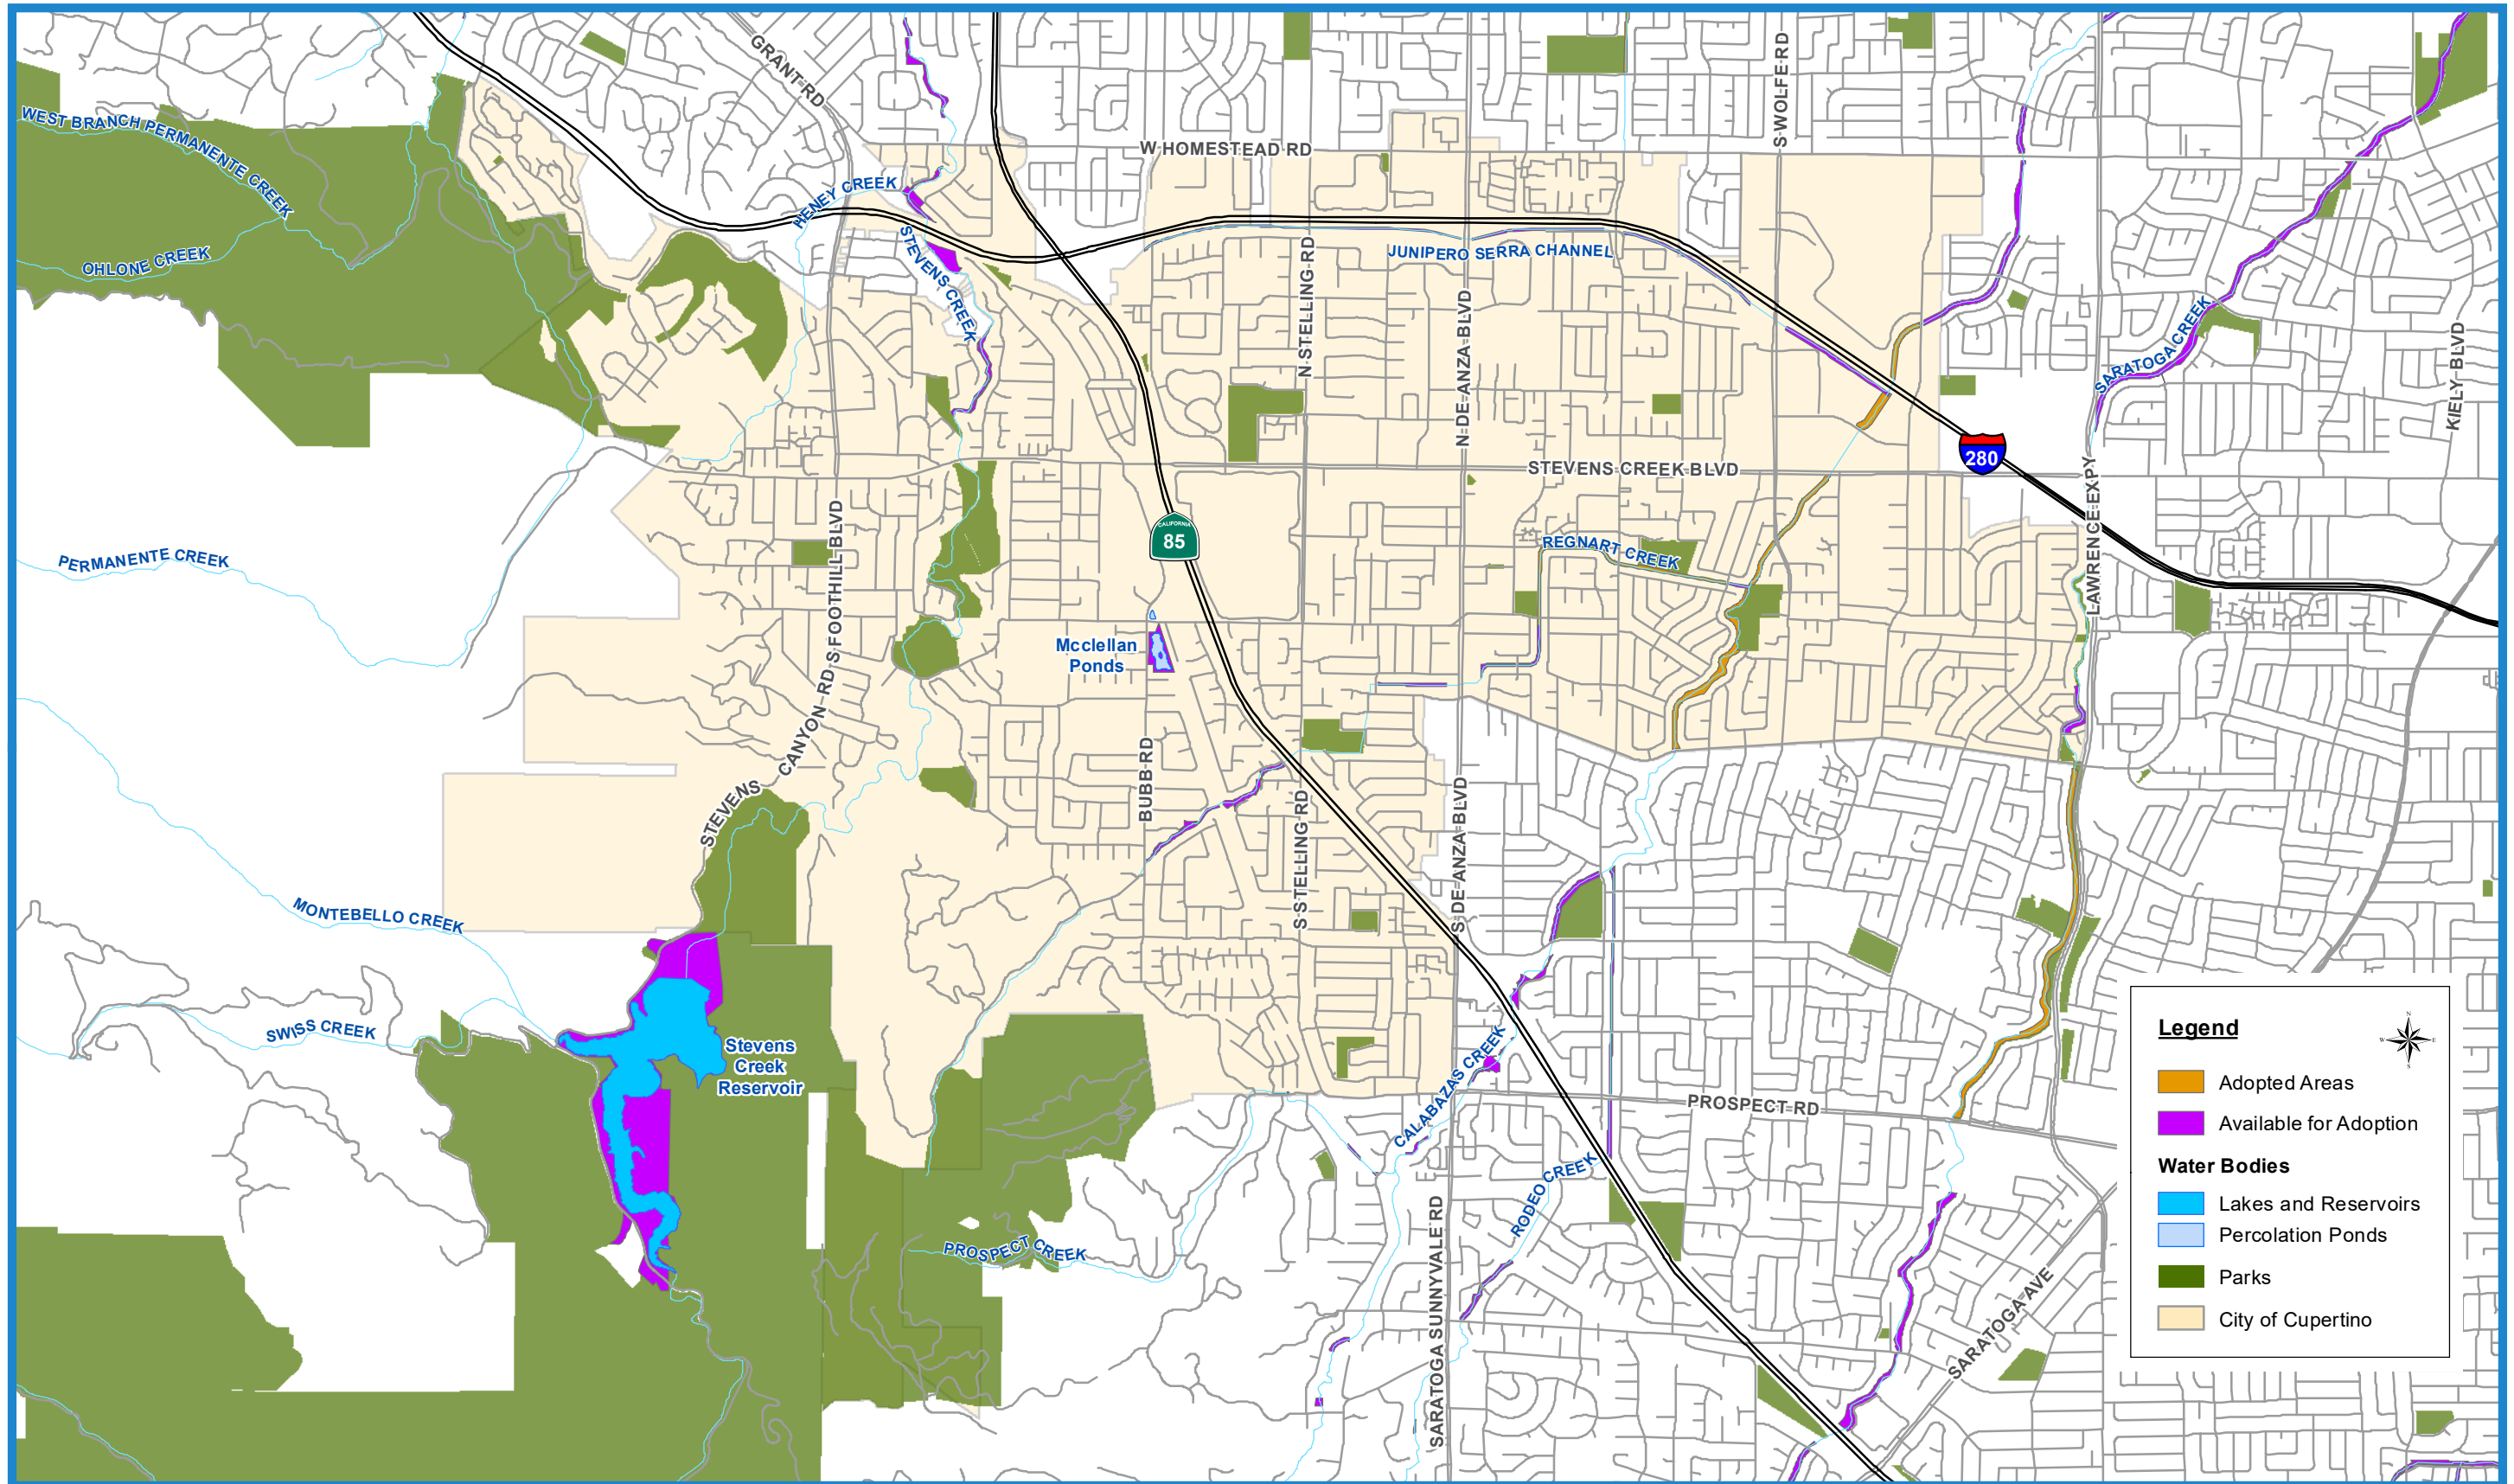 GRANT RD
S WOLFE RD
WEST BRANCH PERMANENTE CREEK
W HOMESTEAD RD
HENEY CREEK
OHLONE CREEK
STEVENS CREEK
JUNIPERO SERRA CHANNEL
N STELLING RD
N DE ANZA BLVD
SARATOGA CREEK
KIELY BLVD
280
STEVENS CREEK BLVD
LAWRENCE EXPY
CALIFORNIA
85
REGNART CREEK
PERMANENTE CREEK
S FOOTHILL BLVD
Mcclellan
Ponds
STEVENS CANYON RD
BUBB RD
S STELLING RD
S DE ANZA BLVD
MONTEBELLO CREEK
SWISS CREEK
Stevens
Creek
Reservoir
CALABAZAS CREEK
PROSPECT RD
RODEO CREEK
PROSPECT CREEK
SARATOGA SUNNYVALE RD
SARATOGA AVE
Legend
N
W
E
S
Adopted Areas
Available for Adoption
Water Bodies
Lakes and Reservoirs
Percolation Ponds
Parks
City of Cupertino